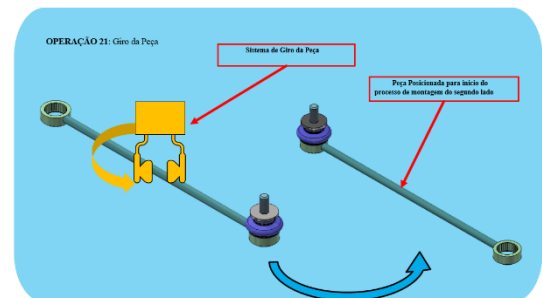 OPERAÇÃO 21: Giro da Peça
Sistema de Giro da Peça
Peça Posicionada para início do
processo de montagem do segundo lado